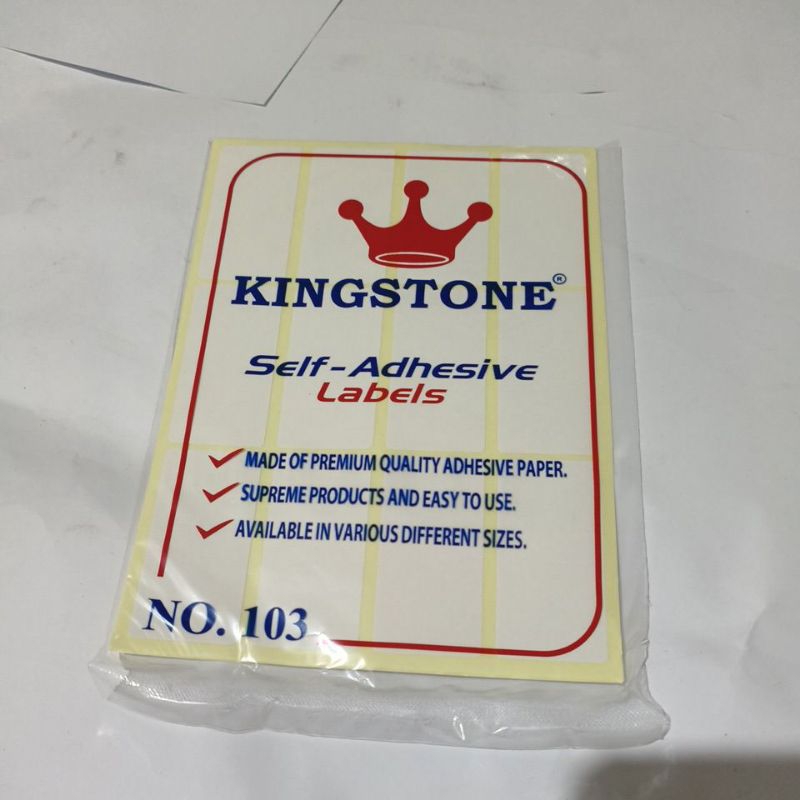 KINGSTONE®
Self-Adhesive
Labels
MADE OF PREMIUM QUALITY ADHESIVE PAPER.
SUPREME PRODUCTS AND EASY TO USE.
AVAILABLE IN VARIOUS DIFFERENT SIZES.
NO. 103